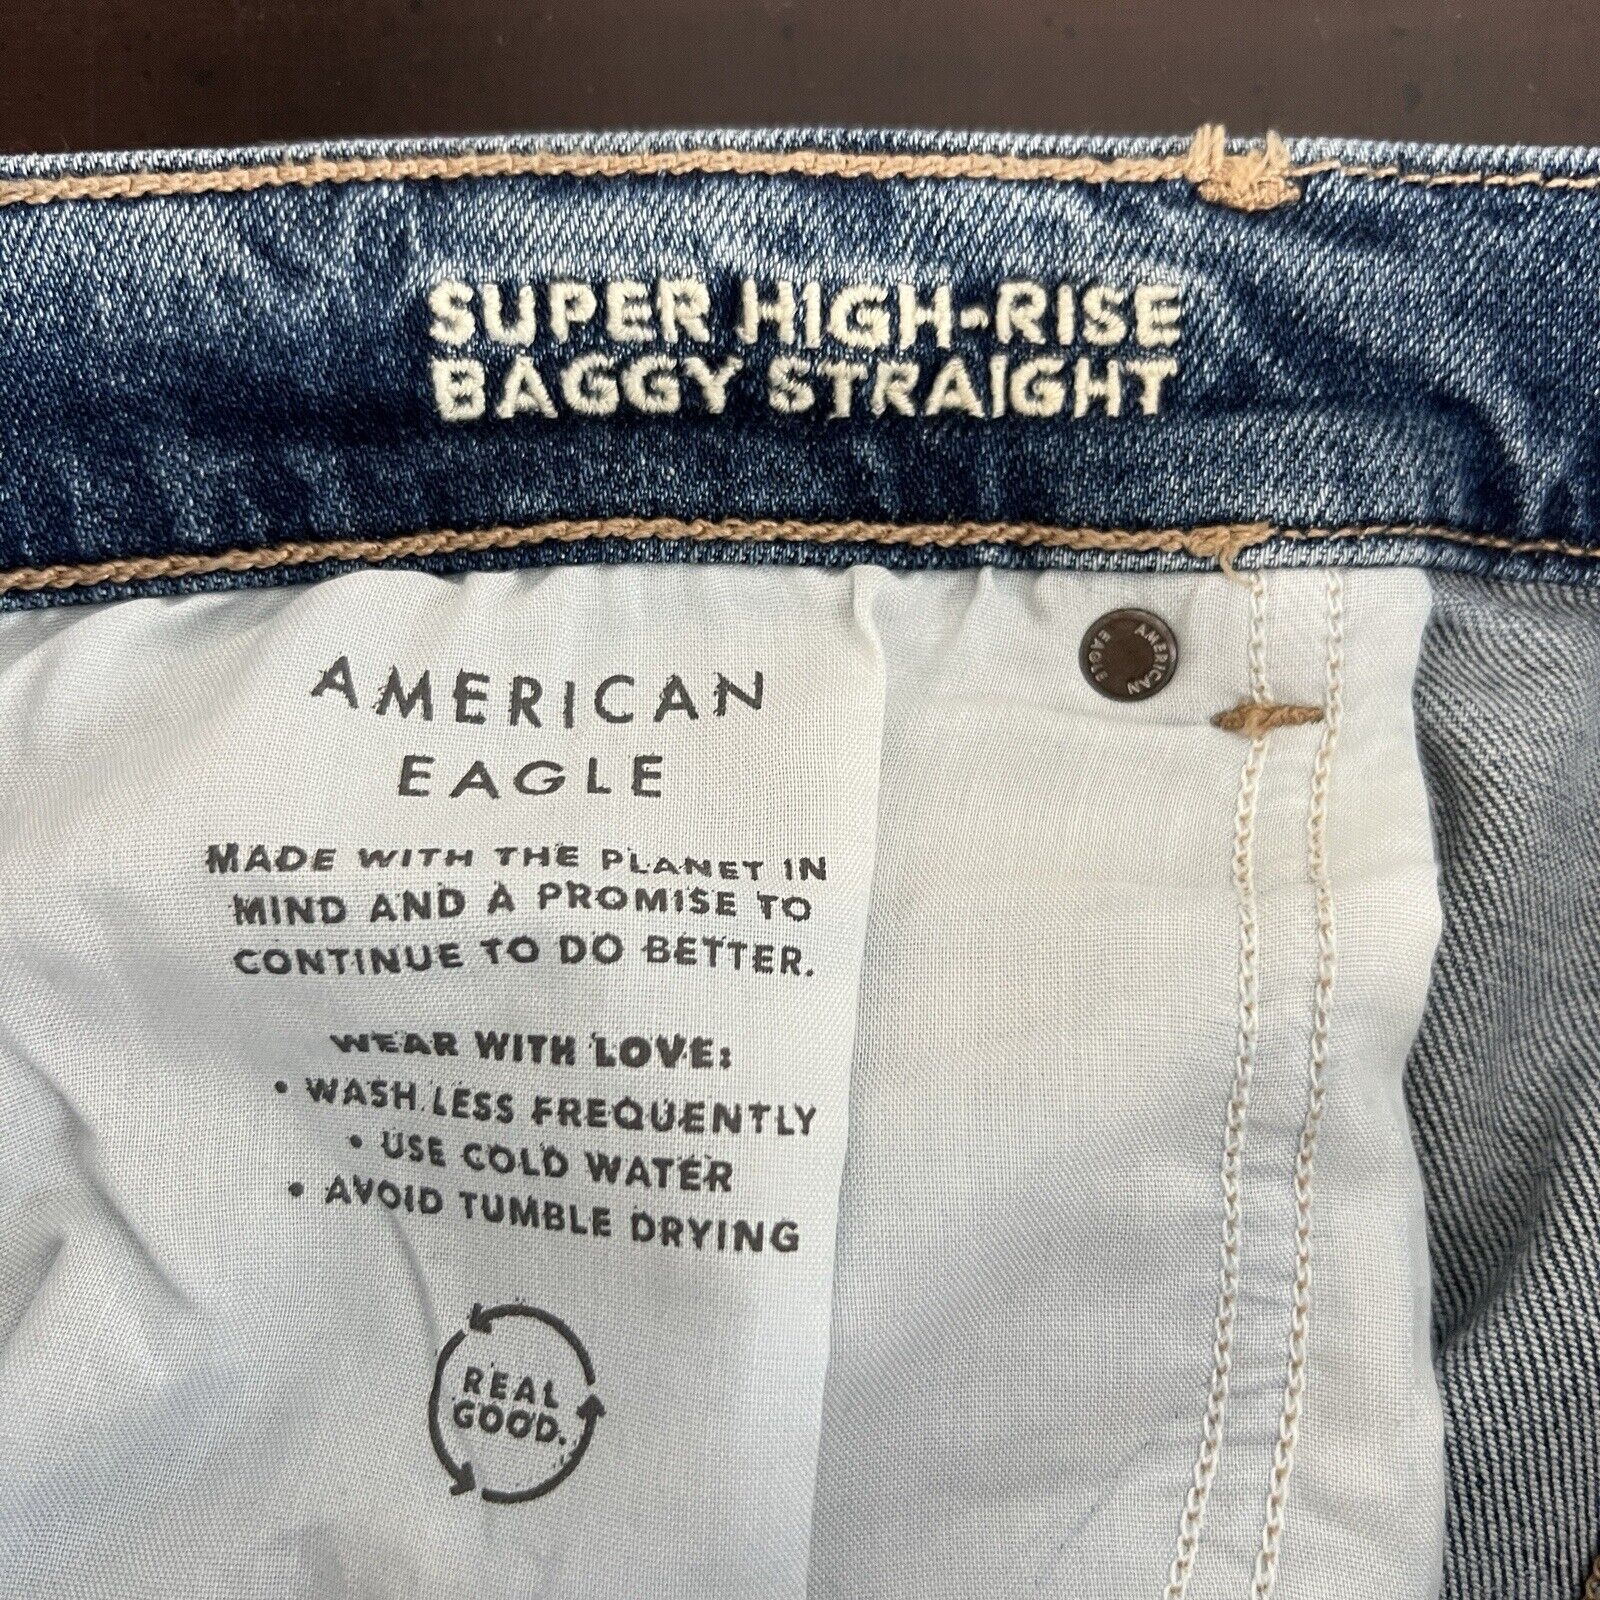 SUPER HIGH-RISE
BAGGY STRAIGHT
AMERICAN
EAGLE
AMERICAN
EAGLE
MADE WITH THE PLANET IN
MIND AND A PROMISE TO
CONTINUE TO DO BETTER.
WEAR WITH LOVE:
• WASH LESS FREQUENTLY
• USE COLD WATER
• AVOID TUMBLE DRYING
REAL
GOOD.